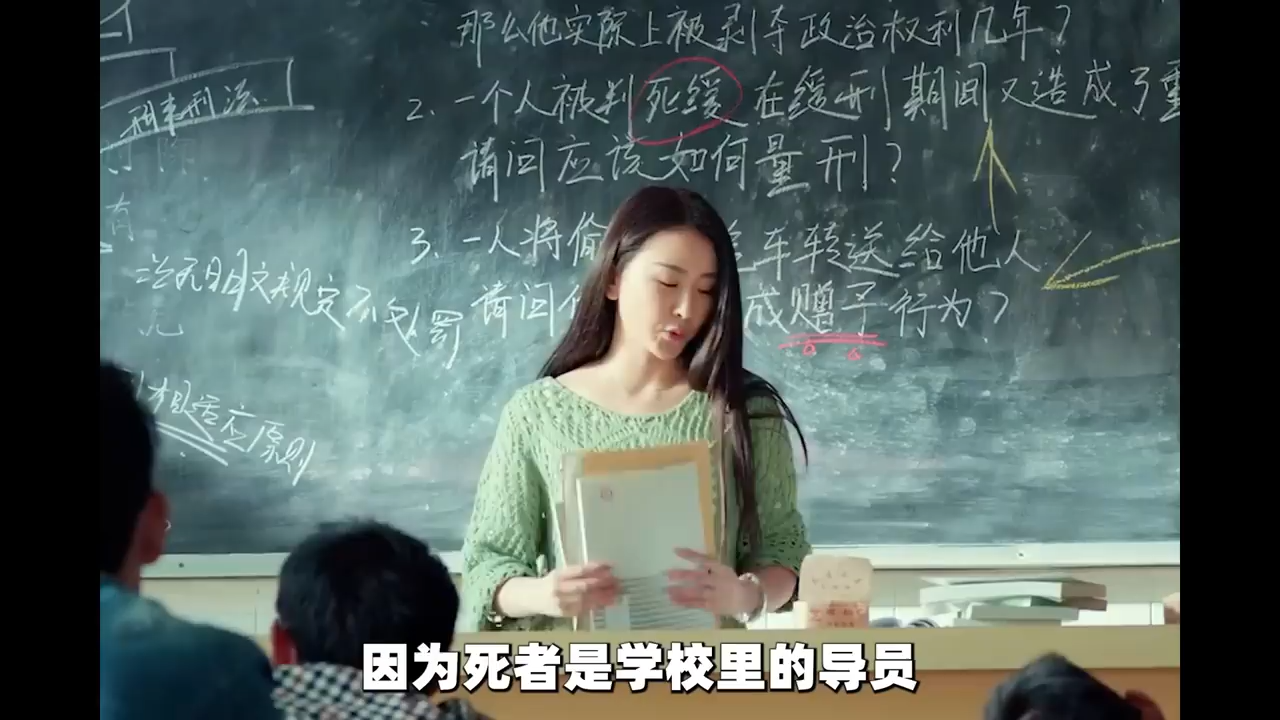 那么他实际上被剥夺政治权利几年？
2. 一个人被判死缓在缓刑期间又造成了重
请问应该如何量刑？
3. 一人将偷 车转送给他人
请问 成赠予行为？
刑事刑法
有
法无明文规定不处罚
无
相适应原则
因为死者是学校里的导员